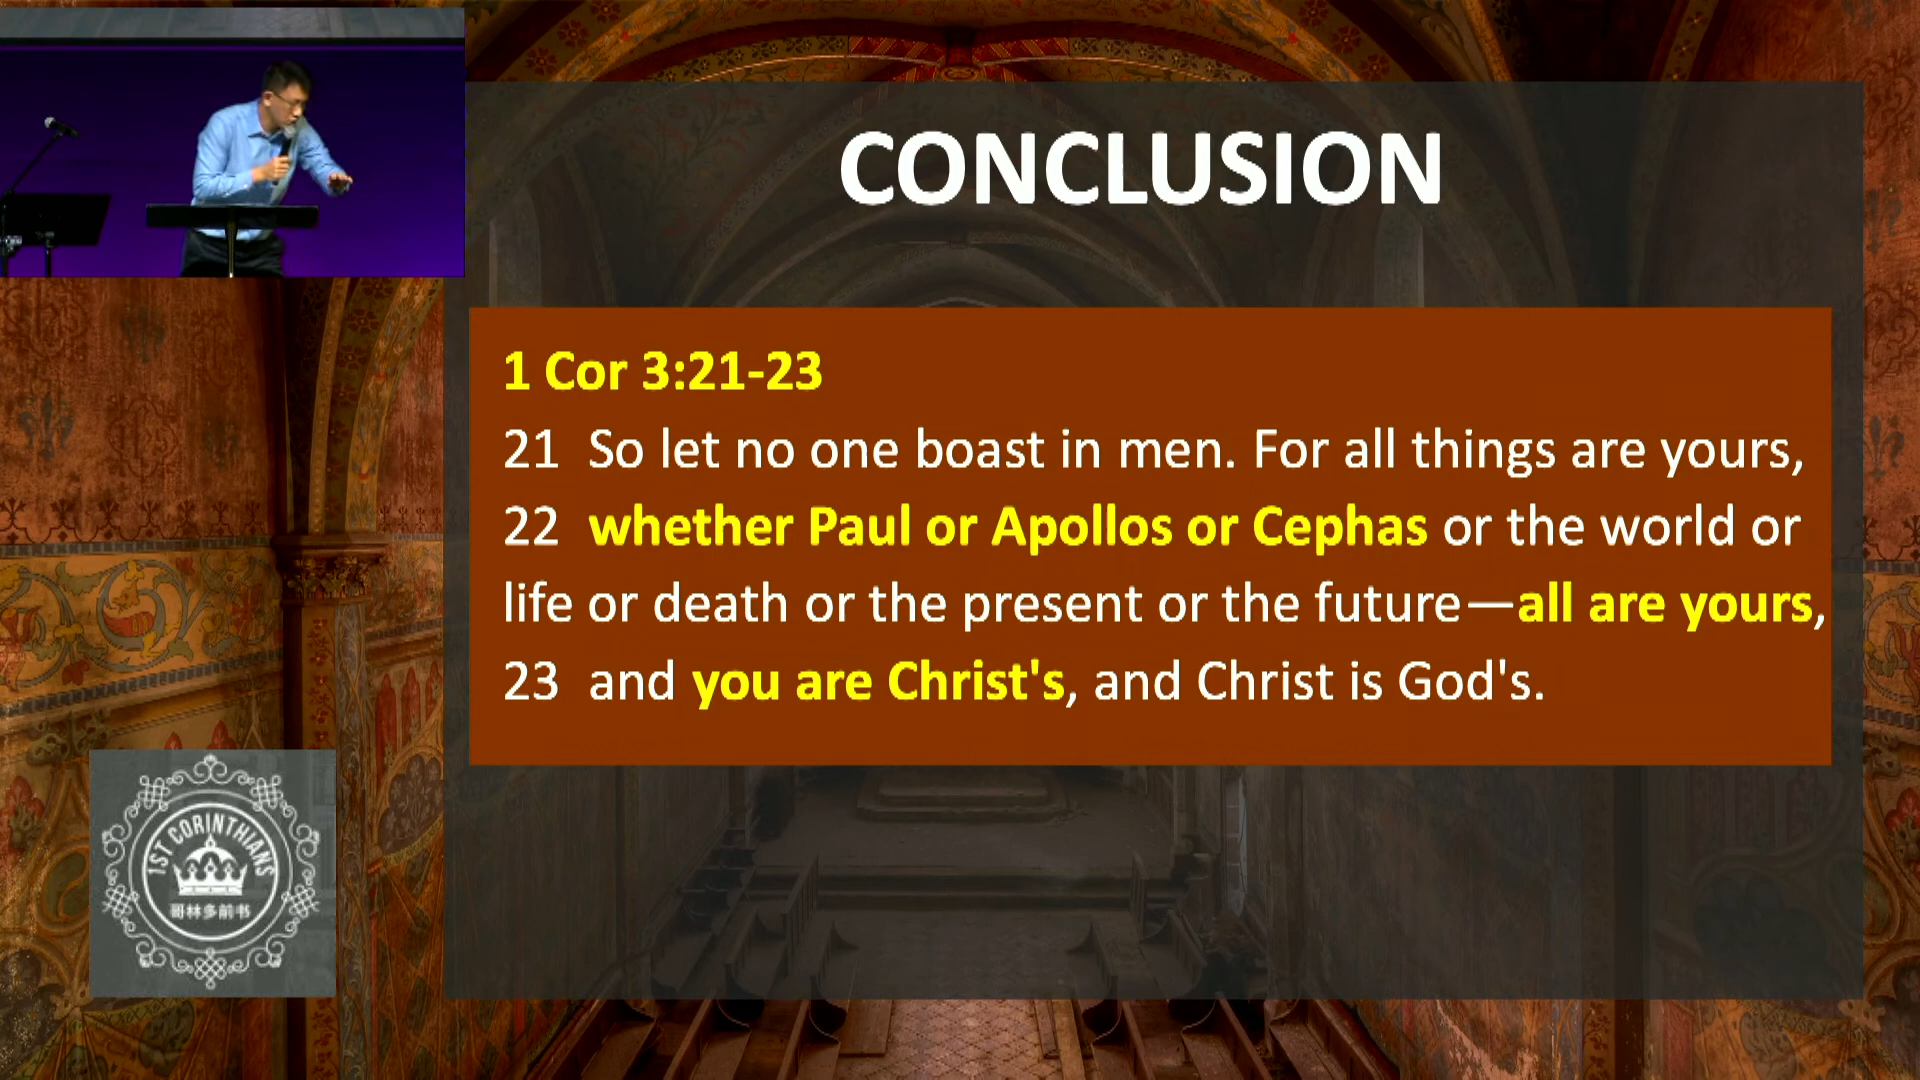 CONCLUSION
1 Cor 3:21-23
21 So let no one boast in men. For all things are yours,
22 whether Paul or Apollos or Cephas or the world or
life or death or the present or the future—all are yours,
23 and you are Christ's, and Christ is God's.
1ST CORINTHIANS
哥林多前书